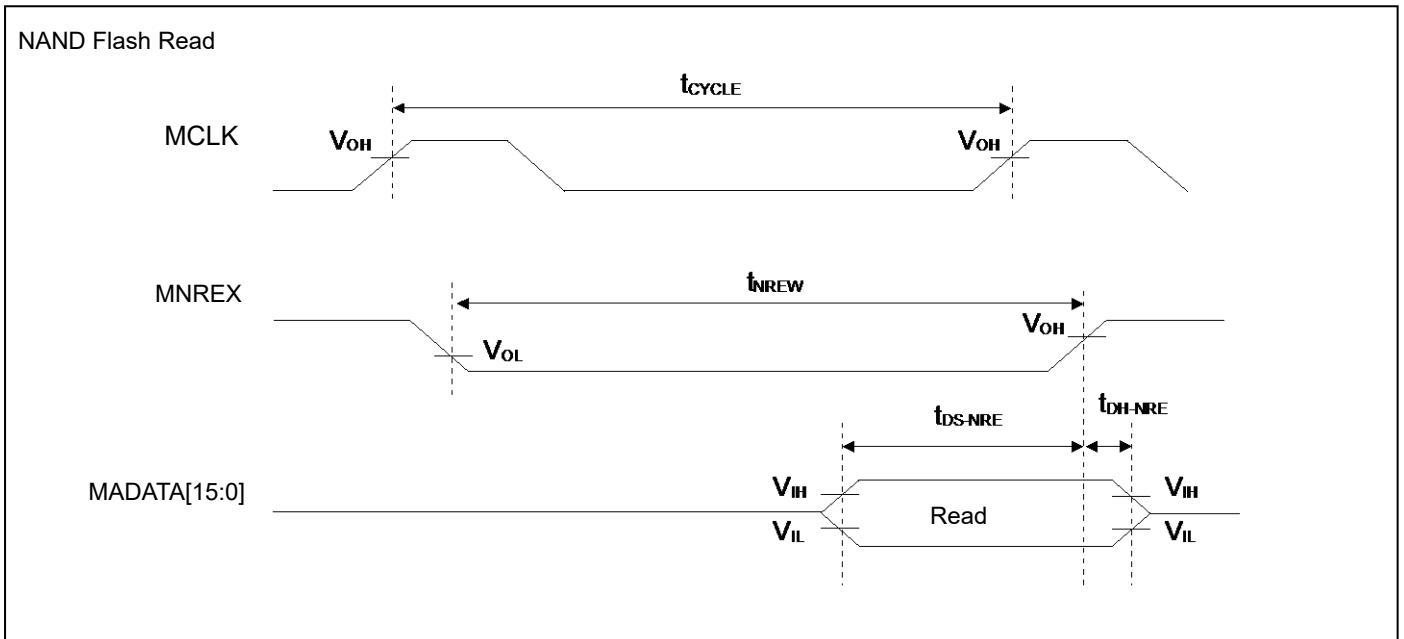 NAND Flash Read
tCYCLE
MCLK
VOH
VOH
tNREW
MNREX
VOH
VOL
tDS-NRE
tDH-NRE
MADATA[15:0]
VIH
VIH
Read
VIL
VIL